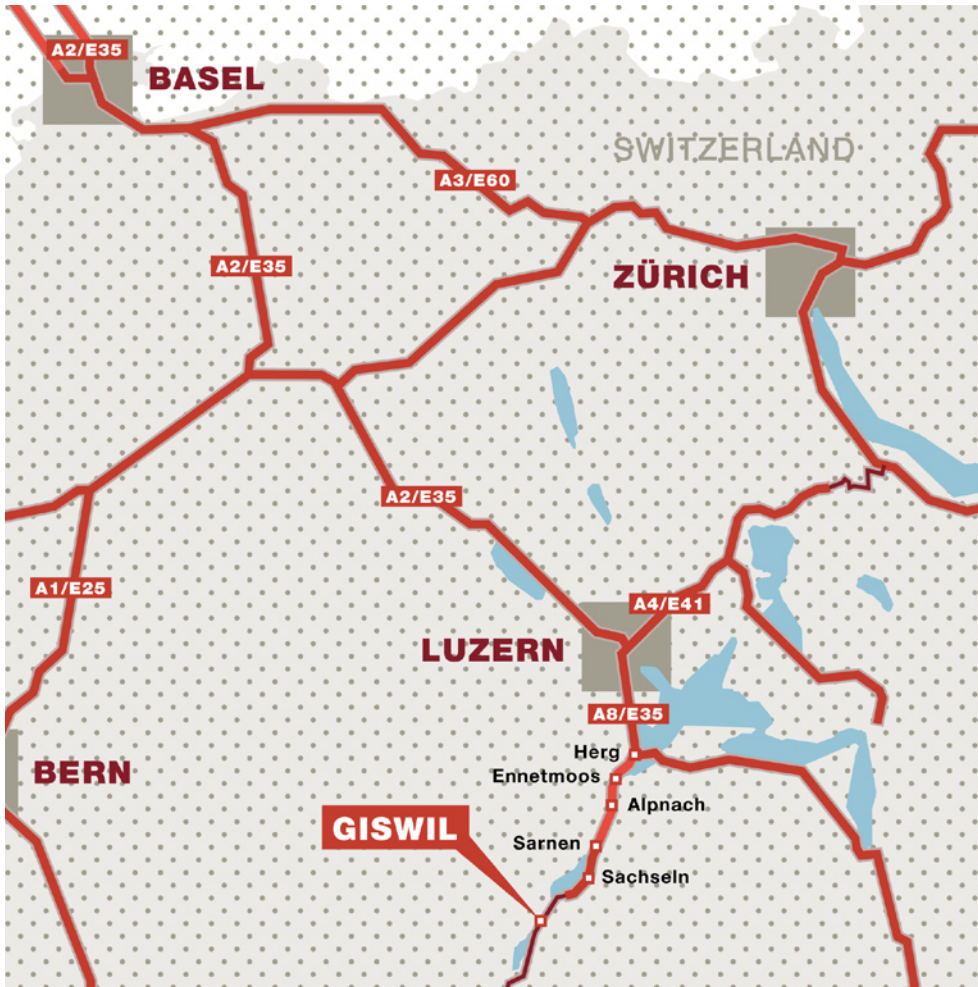 A2/E35
BASEL
SWITZERLAND
A3/E60
A2/E35
ZÜRICH
A2/E35
A1/E25
A4/E41
LUZERN
A8/E35
Herg
BERN
Ennetmoos
Alpnach
GISWIL
Sarnen
Sachseln